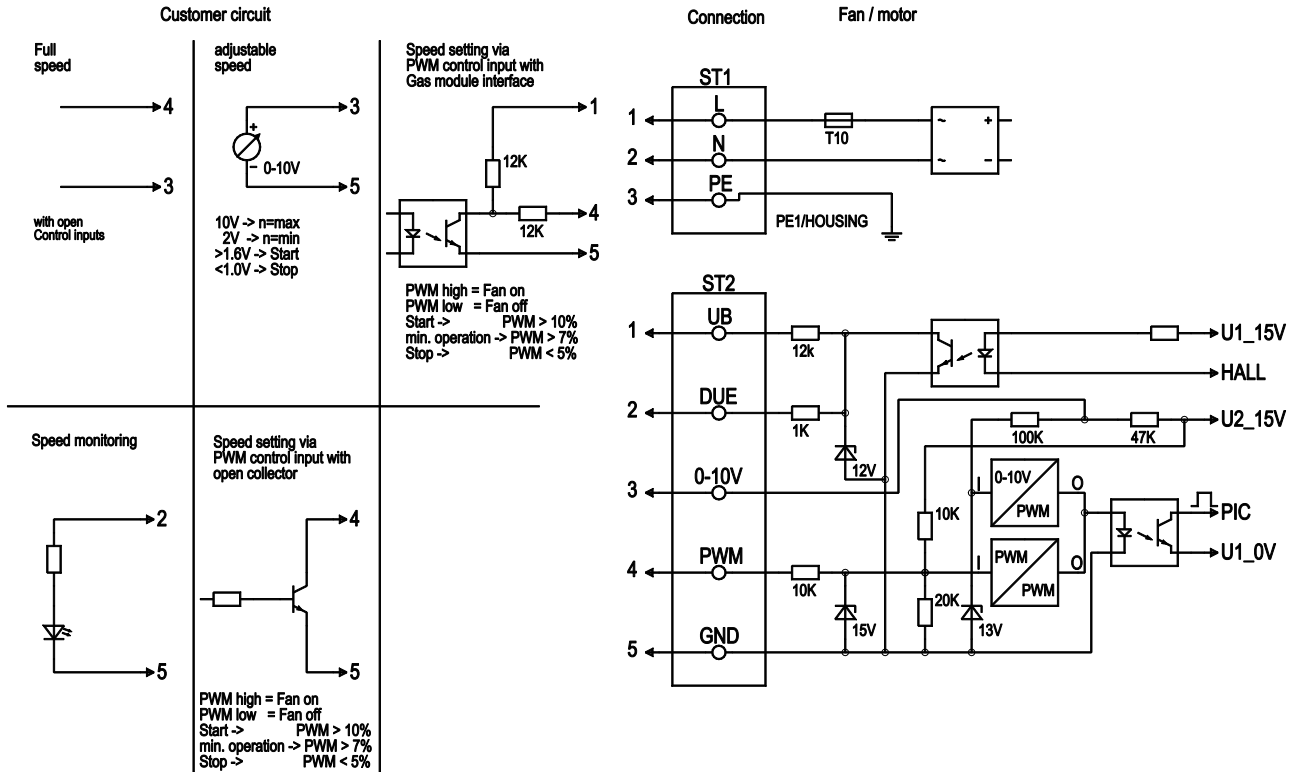 Customer circuit
Connection
Fan / motor
Full
speed
4
3
with open
Control inputs
adjustable
speed
3
+
- 0-10V
5
10V -> n=max
2V -> n=min
>1.6V -> Start
<1.0V -> Stop
Speed setting via
PWM control input with
Gas module interface
1
12K
4
12K
5
PWM high = Fan on
PWM low = Fan off
Start -> PWM > 10%
min. operation -> PWM > 7%
Stop -> PWM < 5%
Speed monitoring
2
5
Speed setting via
PWM control input with
open collector
4
5
PWM high = Fan on
PWM low = Fan off
Start -> PWM > 10%
min. operation -> PWM > 7%
Stop -> PWM < 5%
ST1
1
L
T10
~ +
2
N
~ -
3
PE
PE1/HOUSING
ST2
1
UB
12k
U1_15V
HALL
2
DUE
1K
100K
47K
U2_15V
12V
3
0-10V
I
0-10V
PWM
O
10K
PIC
U1_0V
4
PWM
10K
I
PWM
PWM
O
20K
15V
13V
5
GND